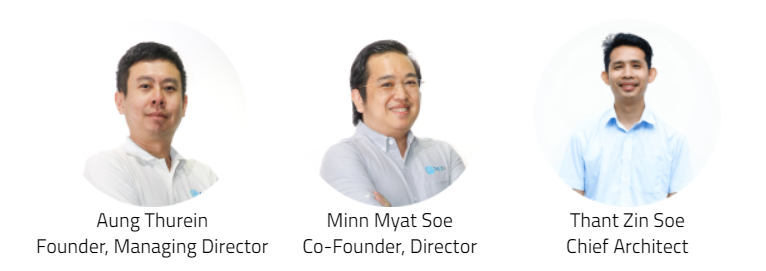 Aung Thurein
Founder, Managing Director
Minn Myat Soe
Co-Founder, Director
Thant Zin Soe
Chief Architect